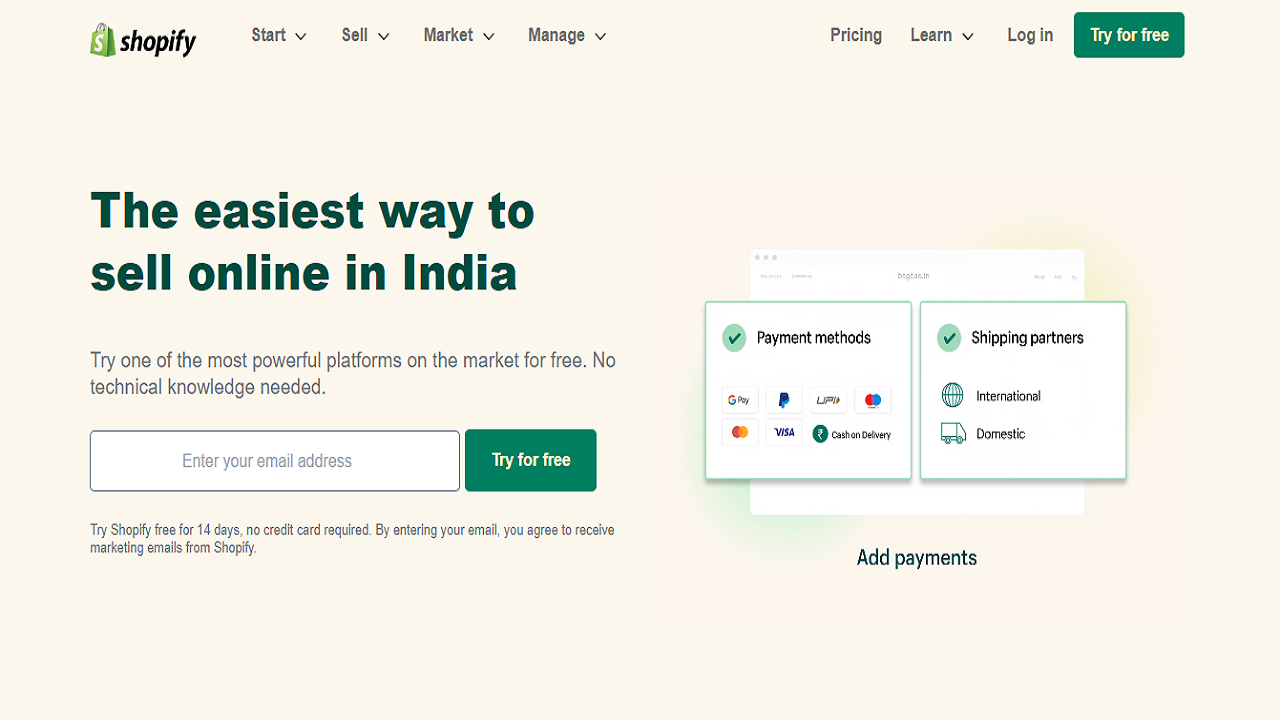 shopify
Start
Sell
Market
Manage
Pricing
Learn
Log in
Try for free
The easiest way to
sell online in India
Try one of the most powerful platforms on the market for free. No
technical knowledge needed.
Enter your email address
Try for free
Try Shopify free for 14 days, no credit card required. By entering your email, you agree to receive
marketing emails from Shopify.
Payment methods
G Pay
UPI
VISA
₹ Cash on Delivery
Shipping partners
International
Domestic
Add payments